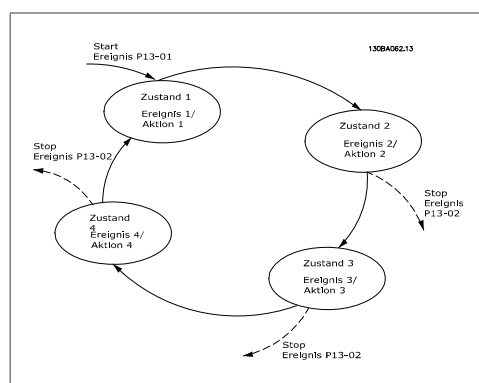 Start
Ereignis P13-01
130BA062.13
Zustand 1
Ereignis 1/
Aktion 1
Zustand 2
Ereignis 2/
Aktion 2
Stop
Ereignis P13-02
Stop
Ereignis
P13-02
Zustand
4
Ereignis 4/
Aktion 4
Zustand 3
Ereignis 3/
Aktion 3
Stop
Ereignis P13-02